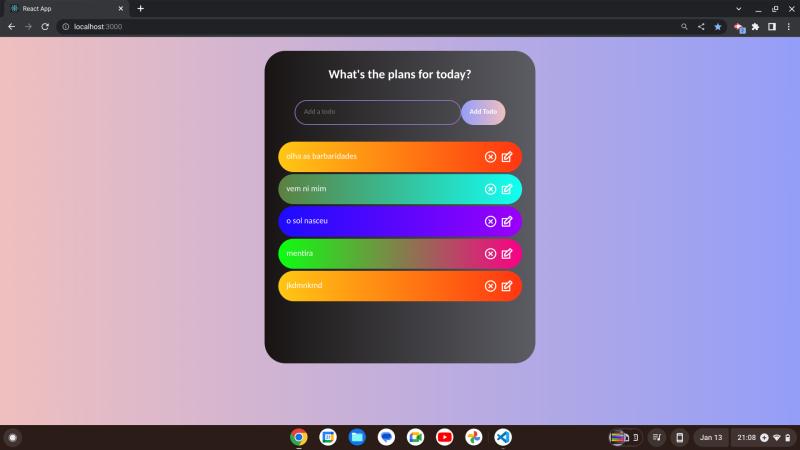 React App
localhost:3000
What's the plans for today?
Add a todo
Add Todo
olha as barbaridades
vem ni mim
o sol nasceu
mentira
jkdmokmd
Jan 13
21:08